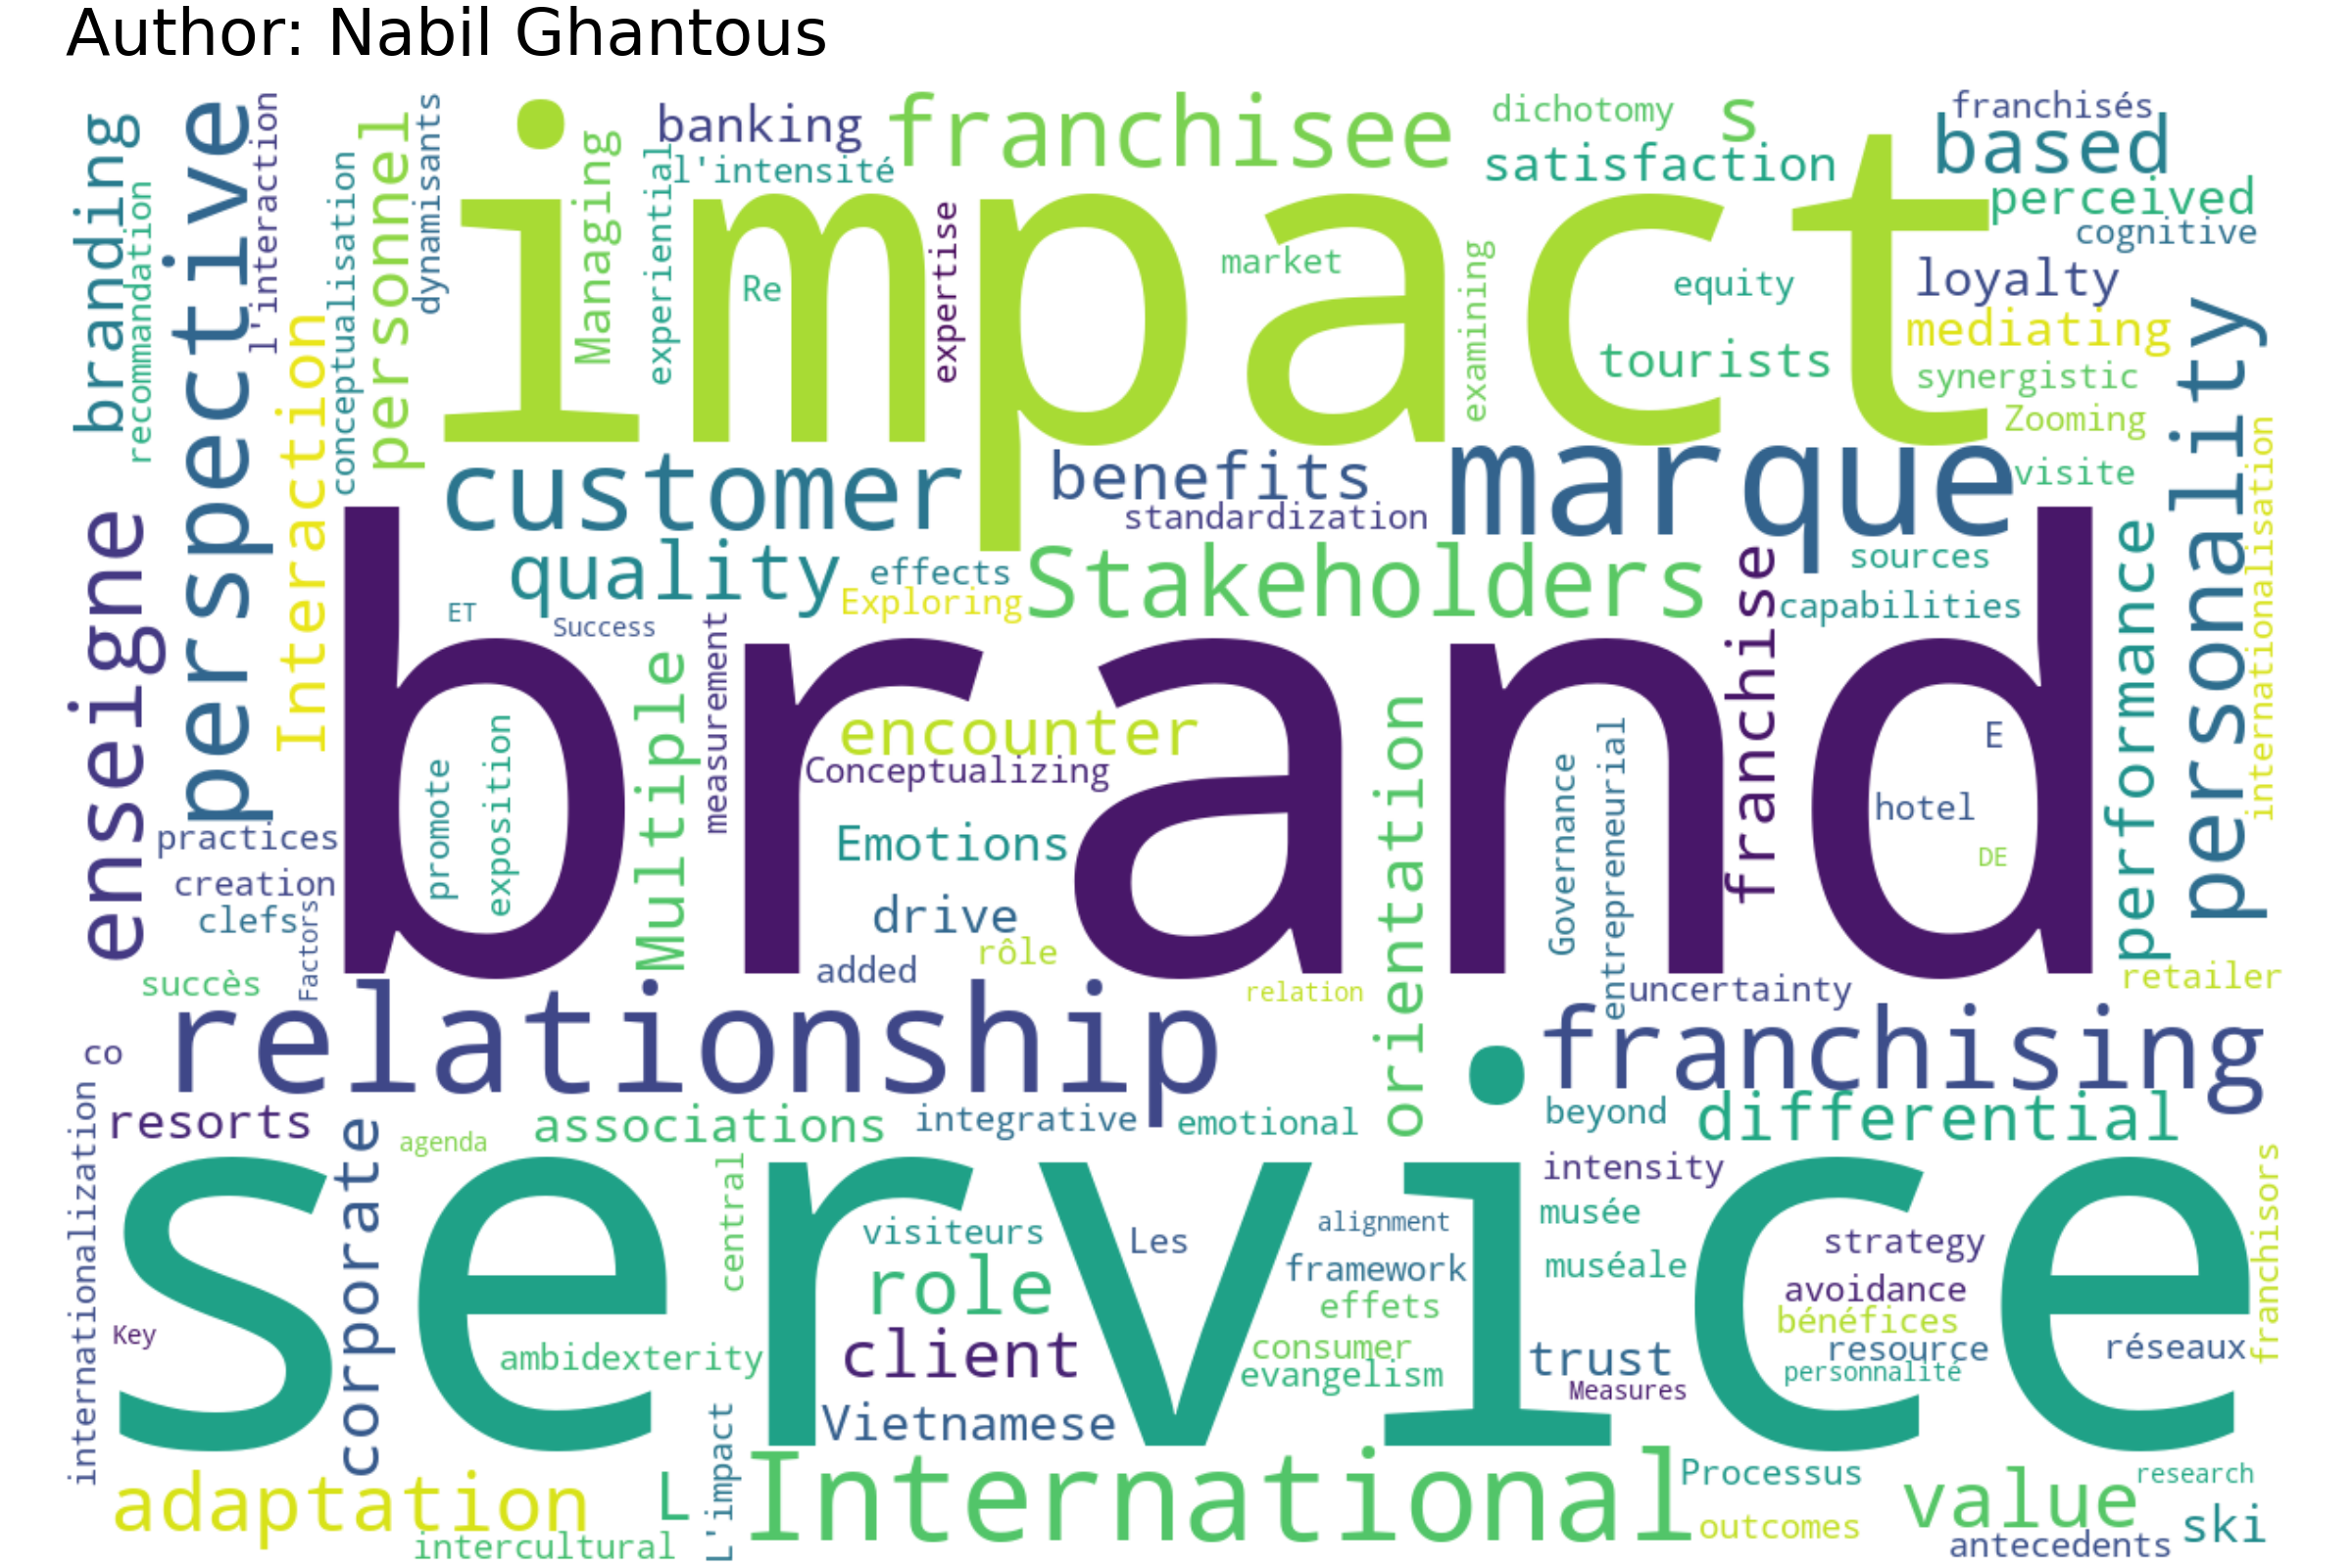 Author: Nabil Ghantous
branding
recommandation
perspective
l'interaction
Interaction
conceptualisation
personnel
dynamisants
impact
Managing
experiential
banking
l'intensité
franchisee
dichotomy
s
satisfaction
franchisés
based
perceived
cognitive
Re
expertise
market
examining
equity
tourists
loyalty
mediating
synergistic
Zooming
customer
benefits
standardization
marque
visite
personality
internationalisation
enseigne
quality
effects
Exploring
Stakeholders
sources
capabilities
franchise
performance
ET
Success
brand
Multiple
measurement
encounter
Conceptualizing
orientation
Governance
entrepreneurial
E
hotel
DE
promote
exposition
practices
creation
clefs
Factors
succès
Emotions
drive
rôle
added
relation
uncertainty
retailer
co
relationship
franchising
internationalization
resorts
corporate
agenda
associations
integrative
emotional
beyond
differential
service
central
visiteurs
Les
alignment
intensity
musée
muséale
strategy
franchisors
role
framework
effets
avoidance
bénéfices
Key
ambidexterity
client
consumer
evangelism
trust
Measures
resource
personnalité
réseaux
Vietnamese
adaptation
intercultural
L
L'impact
International
Processus
outcomes
value
research
antecedents
ski